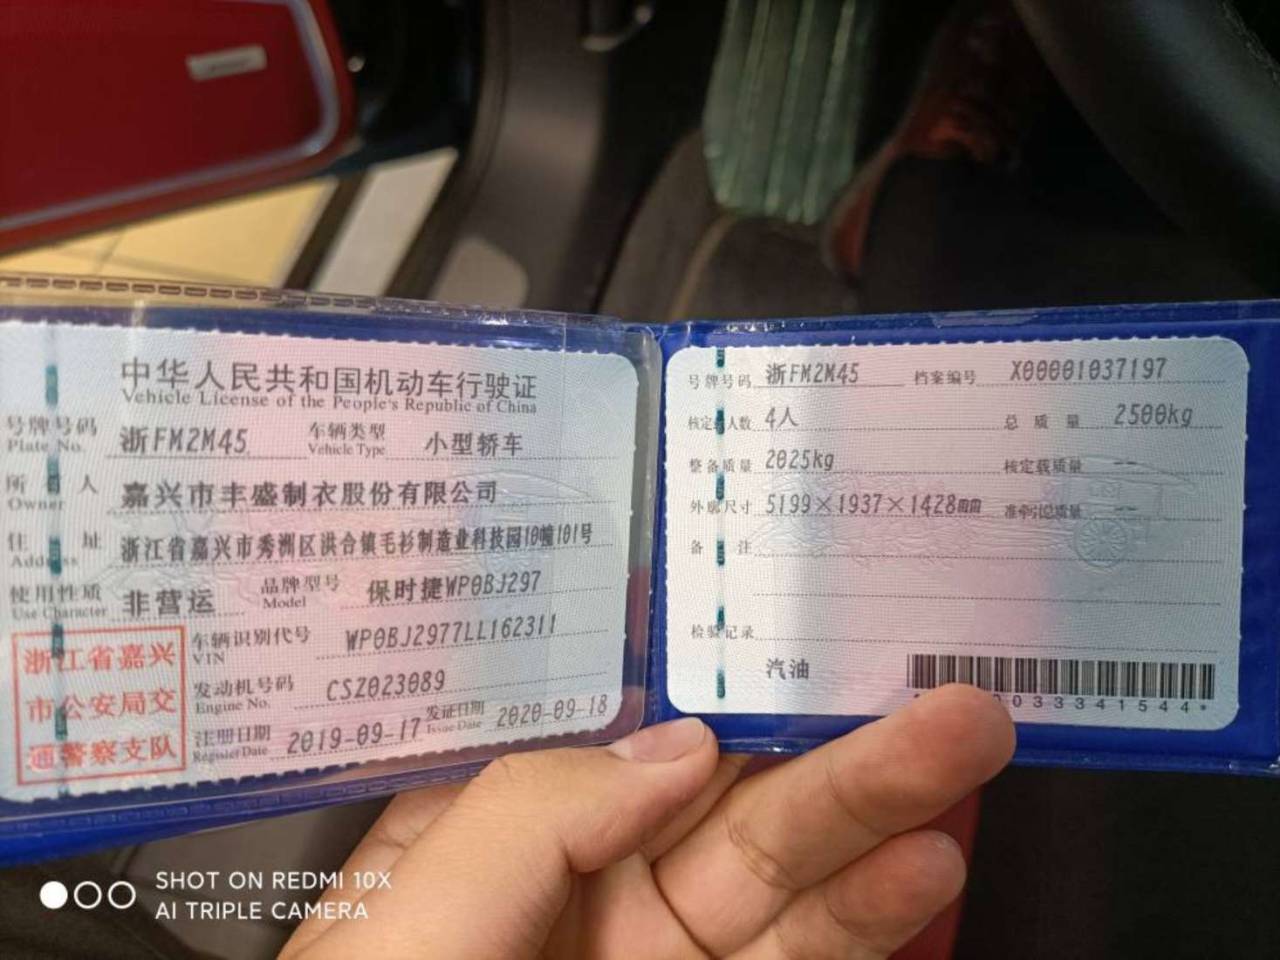 中华人民共和国机动车行驶证
Vehicle License of the People's Republic of China
号牌号码 浙FM2M45 车辆类型 小型轿车
Plate No. Vehicle Type
所有人 嘉兴市丰盛制衣股份有限公司
Owner
住址 浙江省嘉兴市秀洲区洪合镇毛衫制造业科技园10幢101号
Address
使用性质 非营运 品牌型号 保时捷WP0BJ297
Use Character Model
浙江省嘉兴
市公安局交
通警察支队
车辆识别代号 WP0BJ2977LL162311
VIN
发动机号码 CSZ023089
Engine No.
注册日期 2019-09-17 发证日期 2020-09-18
Register Date Issue Date
号牌号码 浙FM2M45 档案编号 X00001037197
核定载人数 4人 总质量 2500kg
整备质量 2025kg 核定载质量 --
外廓尺寸 5199×1937×1428mm 准牵引总质量 --
备注
检验记录
汽油
033341544*
SHOT ON REDMI 10X
AI TRIPLE CAMERA